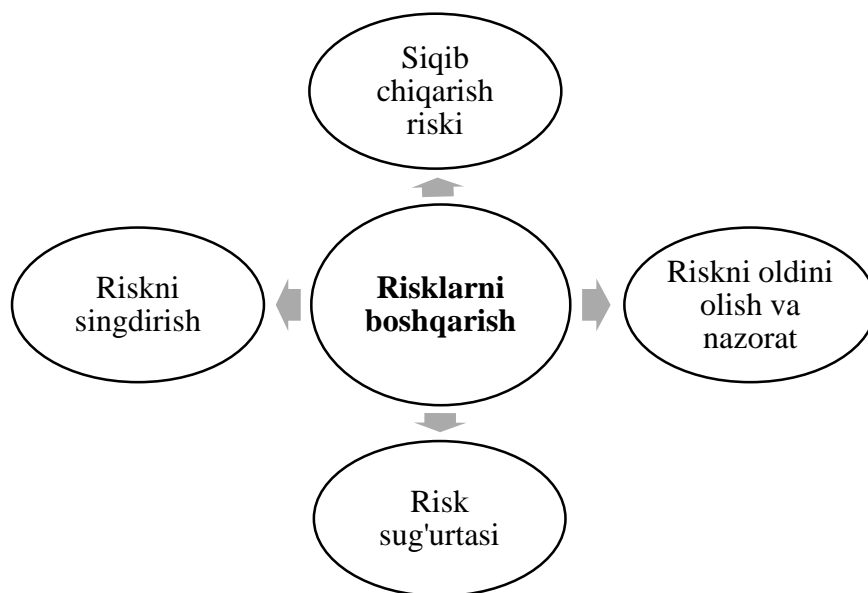 Siqib
chiqarish
riski
Riskni
singdirish
Risklarni
boshqarish
Riskni oldini
olish va
nazorat
Risk
sug'urtasi